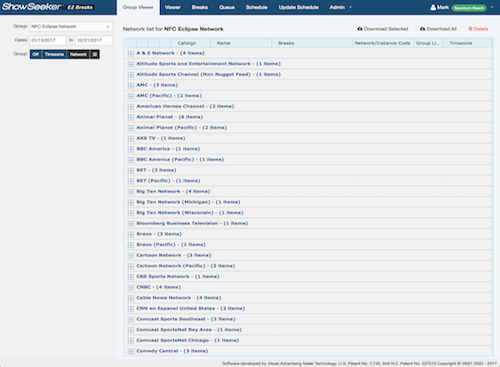 ShowSeeker EZ Breaks
Group Viewer Viewer Breaks Queue Schedule Update Schedule Admin Mark Spectrum Reach
Group: NFC Eclipse Network
Dates: 01/13/2017 to 02/21/2017
Group: Off Timezone Network
Network list for NFC Eclipse Network
Download Selected Download All Delete
Callsign Name Breaks Network/Instance Code Group Li... Timezone
A & E Network - (4 items)
Altitude Sports and Entertainment Network - (1 items)
Altitude Sports Channel (Non Nugget Feed) - (1 items)
AMC - (3 items)
AMC (Pacific) - (2 items)
American Heroes Channel - (2 items)
Animal Planet - (6 items)
Animal Planet (Pacific) - (2 items)
AXS TV - (1 items)
BBC America - (1 items)
BBC America (Pacific) - (1 items)
BET - (2 items)
BET (Pacific) - (1 items)
Big Ten Network - (4 items)
Big Ten Network (Michigan) - (1 items)
Big Ten Network (Wisconsin) - (1 items)
Bloomberg Business Television - (1 items)
Bravo - (3 items)
Bravo (Pacific) - (1 items)
Cartoon Network - (3 items)
Cartoon Network (Pacific) - (2 items)
CBS Sports Network - (1 items)
CNBC - (4 items)
Cable News Network - (4 items)
CNN en Espanol United States - (2 items)
Comcast Sports Southeast - (2 items)
Comcast SportsNet Bay Area - (1 items)
Comcast SportsNet Chicago - (1 items)
Comedy Central - (3 items)
Software developed by Visual Advertising Sales Technology, U.S. Patent No. 7,742, 946 N.Z. Patent No. 537510 Copyright @ VAST 2003 - 2017.